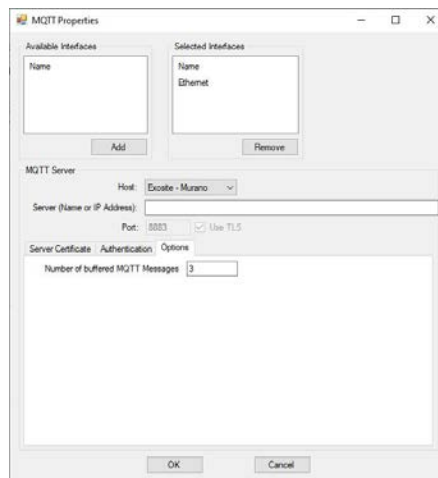 MQTT Properties
Available Interfaces
Name
Add
Selected Interfaces
Name
Ethernet
Remove
MQTT Server
Host: Exosite - Murano
Server (Name or IP Address):
Port: 8883 Use TLS
Server Certificate Authentication Options
Number of buffered MQTT Messages 3
OK Cancel